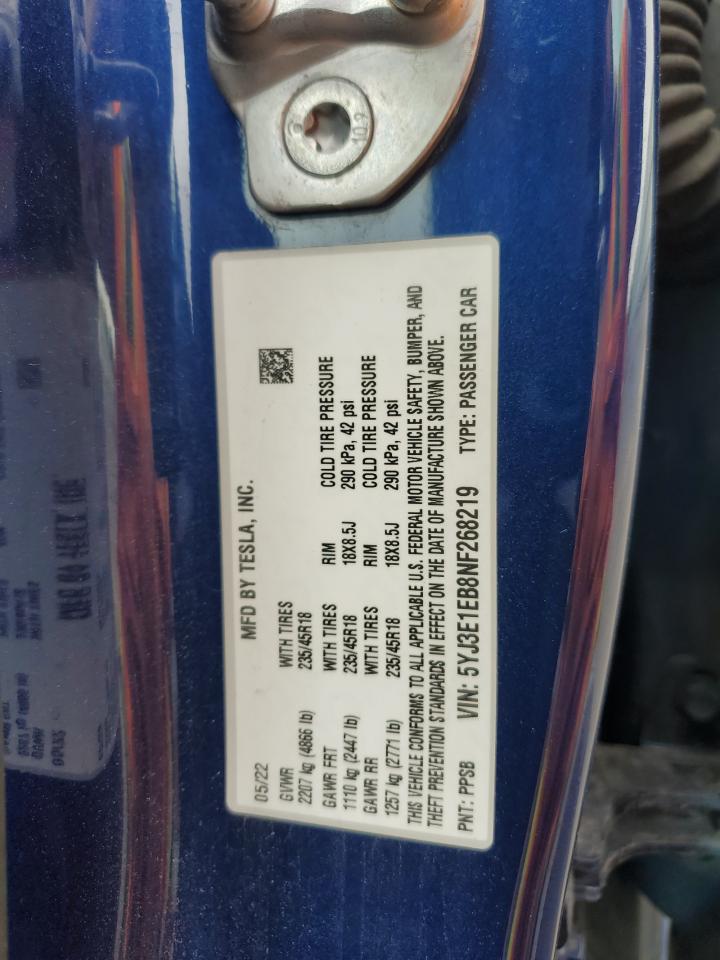 10.9
MFD BY TESLA, INC.
05/22
GVWR WITH TIRES
2207 kg (4866 lb) 235/45R18
GAWR FRT WITH TIRES RIM COLD TIRE PRESSURE
1110 kg (2447 lb) 235/45R18 18X8.5J 290 kPa, 42 psi
GAWR RR WITH TIRES RIM COLD TIRE PRESSURE
1257 kg (2771 lb) 235/45R18 18X8.5J 290 kPa, 42 psi
THIS VEHICLE CONFORMS TO ALL APPLICABLE U.S. FEDERAL MOTOR VEHICLE SAFETY, BUMPER, AND
THEFT PREVENTION STANDARDS IN EFFECT ON THE DATE OF MANUFACTURE SHOWN ABOVE.
PNT: PPSB VIN: 5YJ3E1EB8NF268219 TYPE: PASSENGER CAR